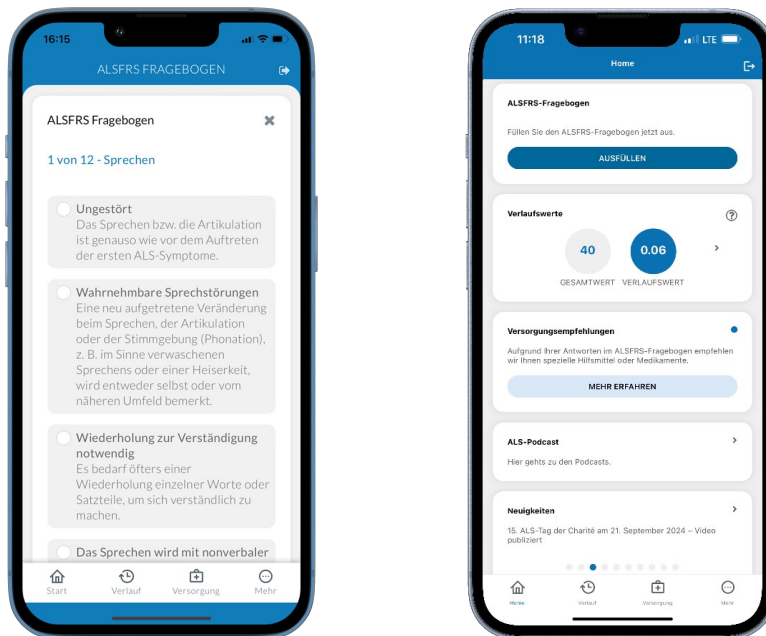 16:15
ALSFRS FRAGEBOGEN
ALSFRS Fragebogen
1 von 12 - Sprechen
Ungestört
Das Sprechen bzw. die Artikulation
ist genauso wie vor dem Auftreten
der ersten ALS-Symptome.
Wahrnehmbare Sprechstörungen
Eine neu aufgetretene Veränderung
beim Sprechen, der Artikulation
oder der Stimmgebung (Phonation),
z. B. im Sinne verwaschenen
Sprechens oder einer Heiserkeit,
wird entweder selbst oder vom
näheren Umfeld bemerkt.
Wiederholung zur Verständigung
notwendig
Es bedarf öfters einer
Wiederholung einzelner Worte oder
Satzteile, um sich verständlich zu
machen.
Das Sprechen wird mit nonverbaler
Start Verlauf Versorgung Mehr
11:18 LTE
Home
ALSFRS-Fragebogen
Füllen Sie den ALSFRS-Fragebogen jetzt aus.
AUSFÜLLEN
Verlaufswerte
40 0.06
GESAMTWERT VERLAUFSWERT
Versorgungsempfehlungen
Aufgrund Ihrer Antworten im ALSFRS-Fragebogen empfehlen
wir Ihnen spezielle Hilfsmittel oder Medikamente.
MEHR ERFAHREN
ALS-Podcast
Hier gehts zu den Podcasts.
Neuigkeiten
15. ALS-Tag der Charité am 21. September 2024 – Video
publiziert
Home Verlauf Versorgung Mehr